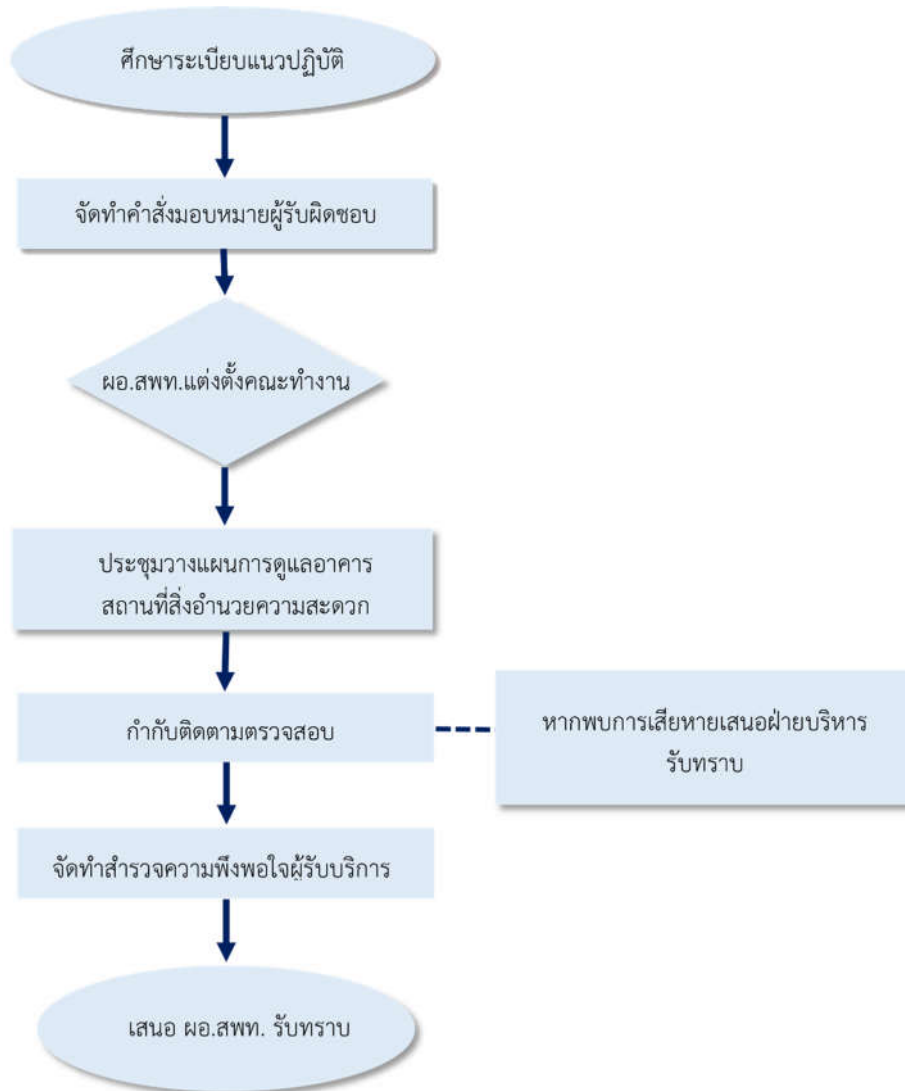 ศึกษาระเบียบแนวปฏิบัติ
จัดทำคำสั่งมอบหมายผู้รับผิดชอบ
ผอ.สพท.แต่งตั้งคณะทำงาน
ประชุมวางแผนการดูแลอาคาร
สถานที่สิ่งอำนวยความสะดวก
กำกับติดตามตรวจสอบ
หากพบการเสียหายเสนอฝ่ายบริหาร
รับทราบ
จัดทำสำรวจความพึงพอใจผู้รับบริการ
เสนอ ผอ.สพท. รับทราบ